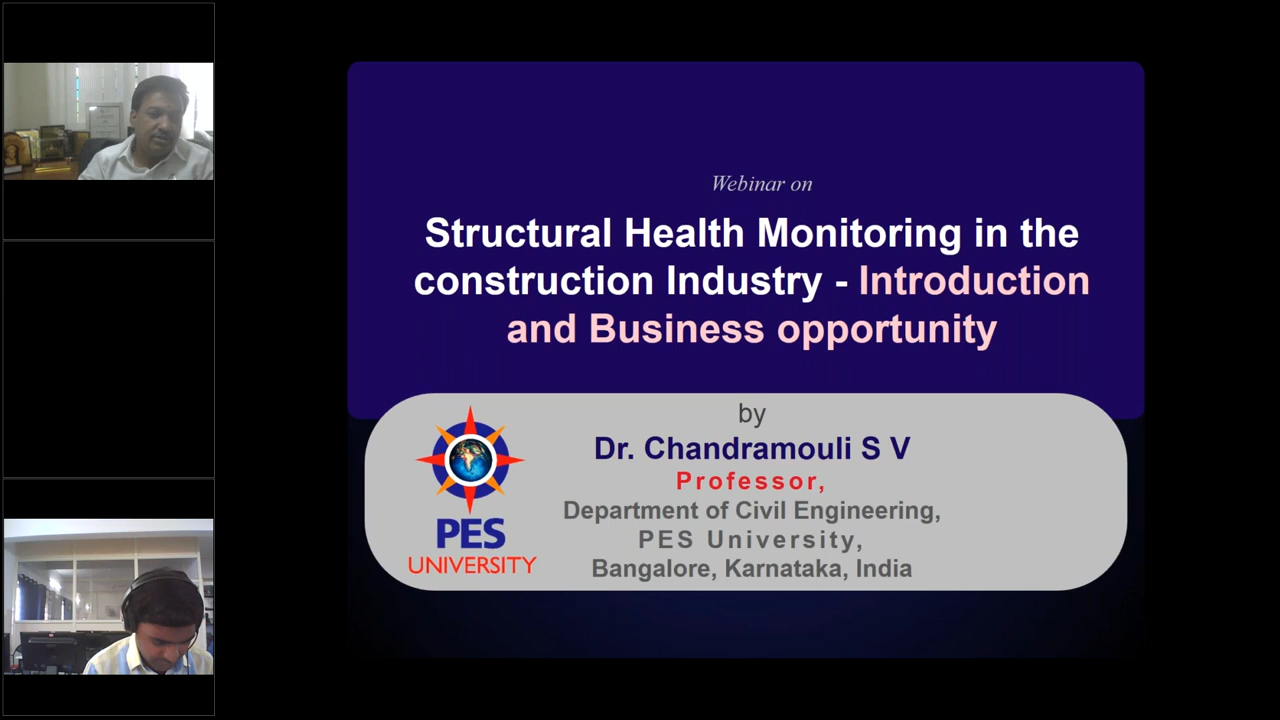 Webinar on
Structural Health Monitoring in the
construction Industry - Introduction
and Business opportunity
by
Dr. Chandramouli S V
Professor,
Department of Civil Engineering,
PES University,
Bangalore, Karnataka, India
PES
UNIVERSITY